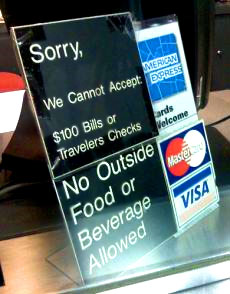 Sorry,
We Cannot Accept:
$100 Bills or
Travelers Checks
No Outside
Food or
Beverage
Allowed
AMERICAN
EXPRESS
Cards
Welcome
MasterCard
VISA